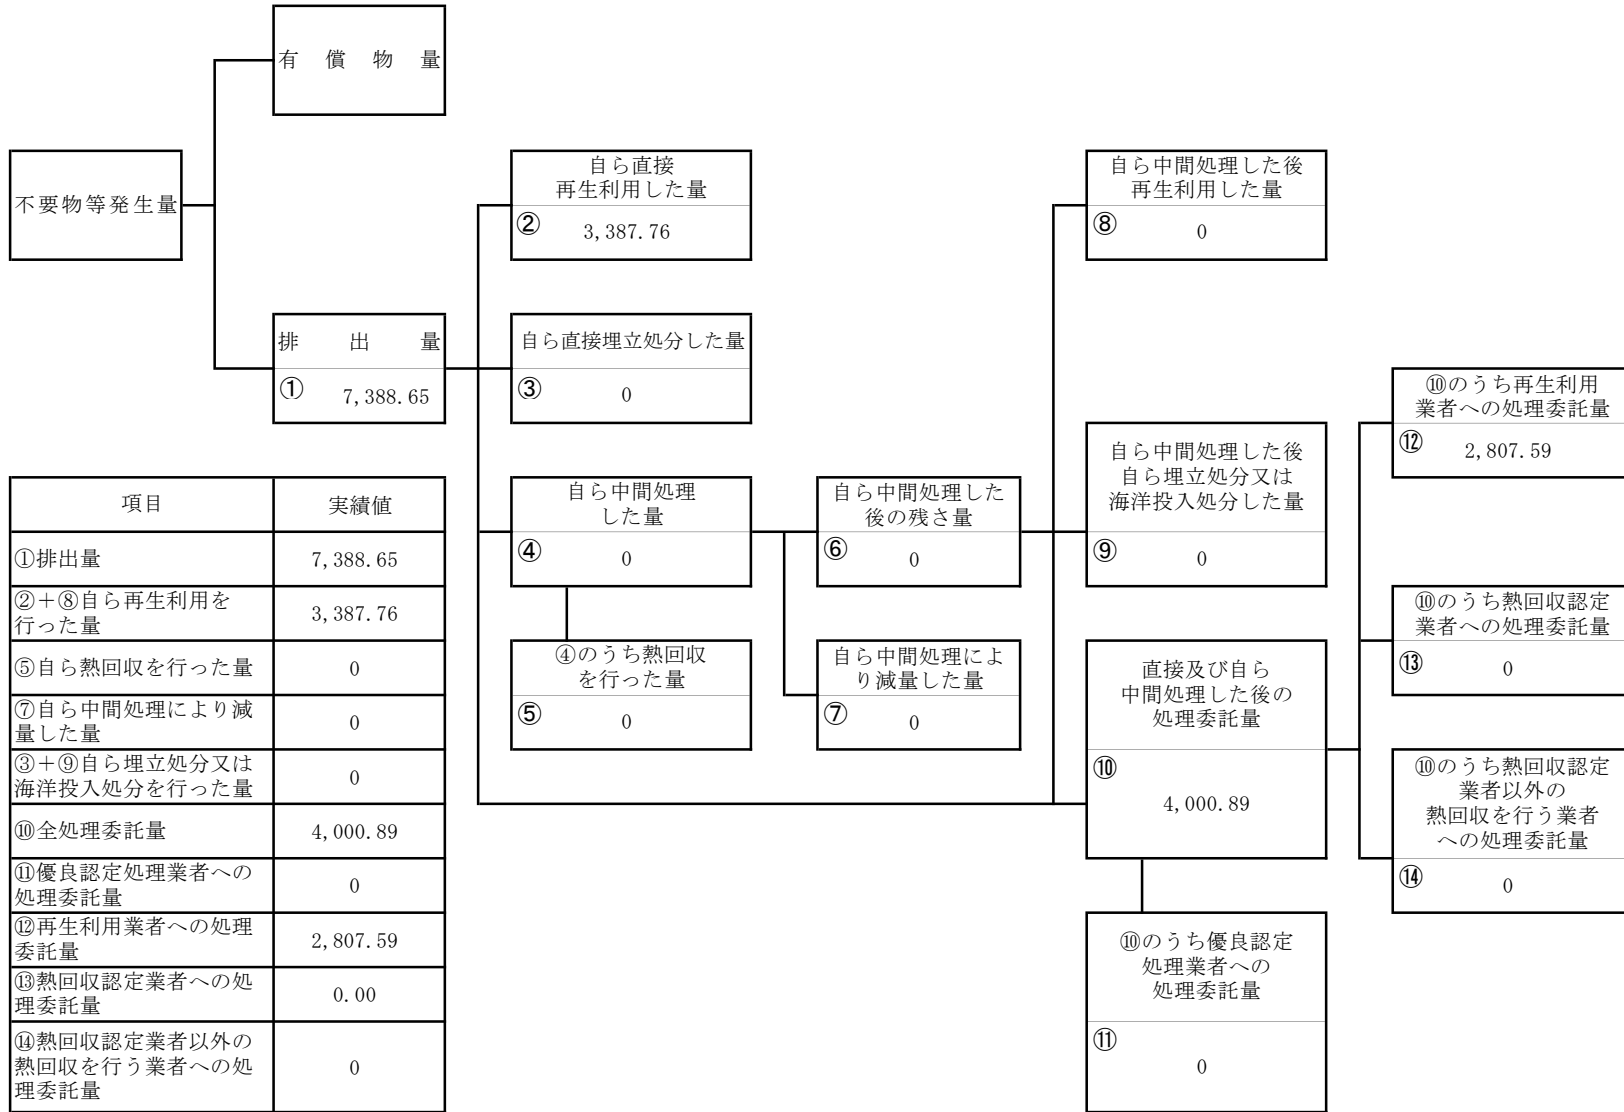 有償物量
不要物等発生量
排出量
① 7,388.65
自ら直接
再生利用した量
② 3,387.76
自ら直接埋立処分した量
③ 0
自ら中間処理
した量
④ 0
④のうち熱回収
を行った量
⑤ 0
自ら中間処理した
後の残さ量
⑥ 0
自ら中間処理によ
り減量した量
⑦ 0
自ら中間処理した後
再生利用した量
⑧ 0
自ら中間処理した後
自ら埋立処分又は
海洋投入処分した量
⑨ 0
直接及び自ら
中間処理した後の
処理委託量
⑩
4,000.89
⑩のうち優良認定
処理業者への
処理委託量
⑪
0
⑩のうち再生利用
業者への処理委託量
⑫ 2,807.59
⑩のうち熱回収認定
業者への処理委託量
⑬ 0
⑩のうち熱回収認定
業者以外の
熱回収を行う業者
への処理委託量
⑭ 0
項目 実績値
①排出量 7,388.65
②＋⑧自ら再生利用を
行った量 3,387.76
⑤自ら熱回収を行った量 0
⑦自ら中間処理により減
量した量 0
③＋⑨自ら埋立処分又は
海洋投入処分を行った量 0
⑩全処理委託量 4,000.89
⑪優良認定処理業者への
処理委託量 0
⑫再生利用業者への処理
委託量 2,807.59
⑬熱回収認定業者への処
理委託量 0.00
⑭熱回収認定業者以外の
熱回収を行う業者への処
理委託量 0